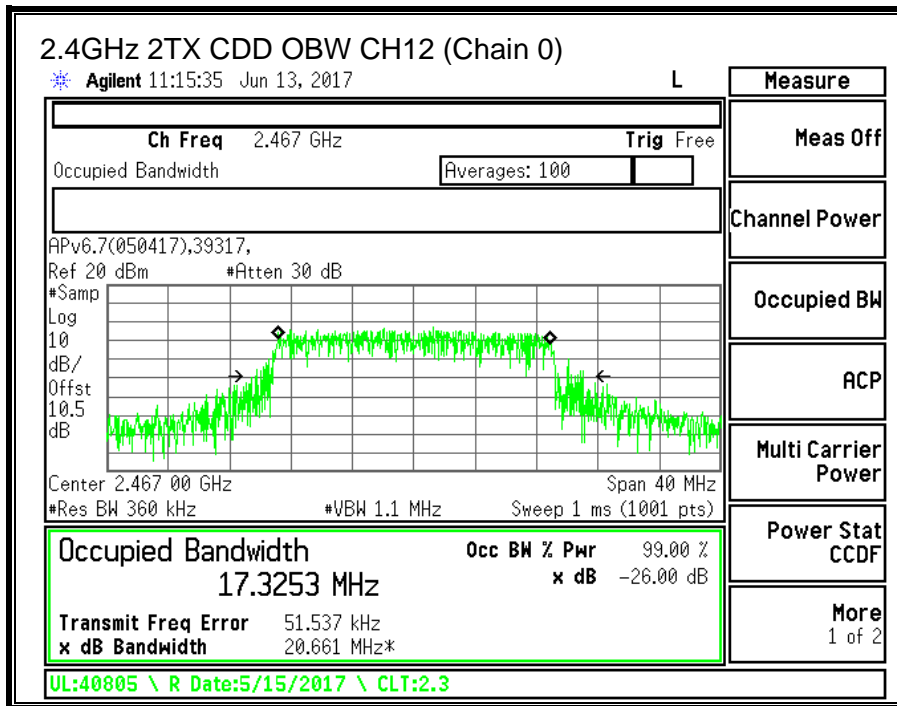 2.4GHz 2TX CDD OBW CH12 (Chain 0)
Agilent 11:15:35 Jun 13, 2017 L
Measure
Ch Freq 2.467 GHz Trig Free
Meas Off
Occupied Bandwidth Averages: 100
Channel Power
APv6.7(050417),39317,
Ref 20 dBm #Atten 30 dB
#Samp
Log
10
dB/
Offst
10.5
dB
Occupied BW
ACP
Multi Carrier
Power
Center 2.467 00 GHz Span 40 MHz
#Res BW 360 kHz #VBW 1.1 MHz Sweep 1 ms (1001 pts)
Power Stat
CCDF
Occupied Bandwidth Occ BW % Pwr 99.00 %
17.3253 MHz x dB -26.00 dB
Transmit Freq Error 51.537 kHz
x dB Bandwidth 20.661 MHz*
More
1 of 2
UL:40805 \ R Date:5/15/2017 \ CLT:2.3